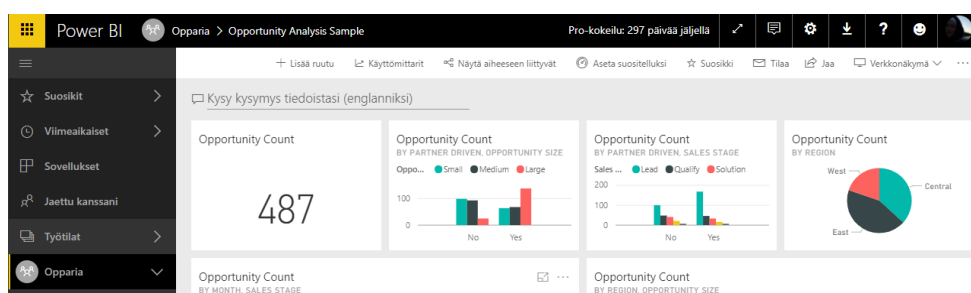 Power BI Opparia > Opportunity Analysis Sample Pro-kokeilu: 297 päivää jäljellä ?
+ Lisää ruutu Käyttömittarit Näytä aiheeseen liittyvät Aseta suositelluksi Suosikki Tilaa Jaa Verkkonäkymä ...
Suosikit
Viimeaikaiset
Sovellukset
Jaettu kanssani
Työtilat
Opparia
Kysy kysymys tiedoistasi (englanniksi)
Opportunity Count
487
Opportunity Count
BY PARTNER DRIVEN, OPPORTUNITY SIZE
Oppo... Small Medium Large
100
0
No Yes
Opportunity Count
BY PARTNER DRIVEN, SALES STAGE
Sales ... Lead Qualify Solution
200
100
0
No Yes
Opportunity Count
BY REGION
West
Central
East
Opportunity Count
BY MONTH, SALES STAGE
Opportunity Count
BY REGION, OPPORTUNITY SIZE